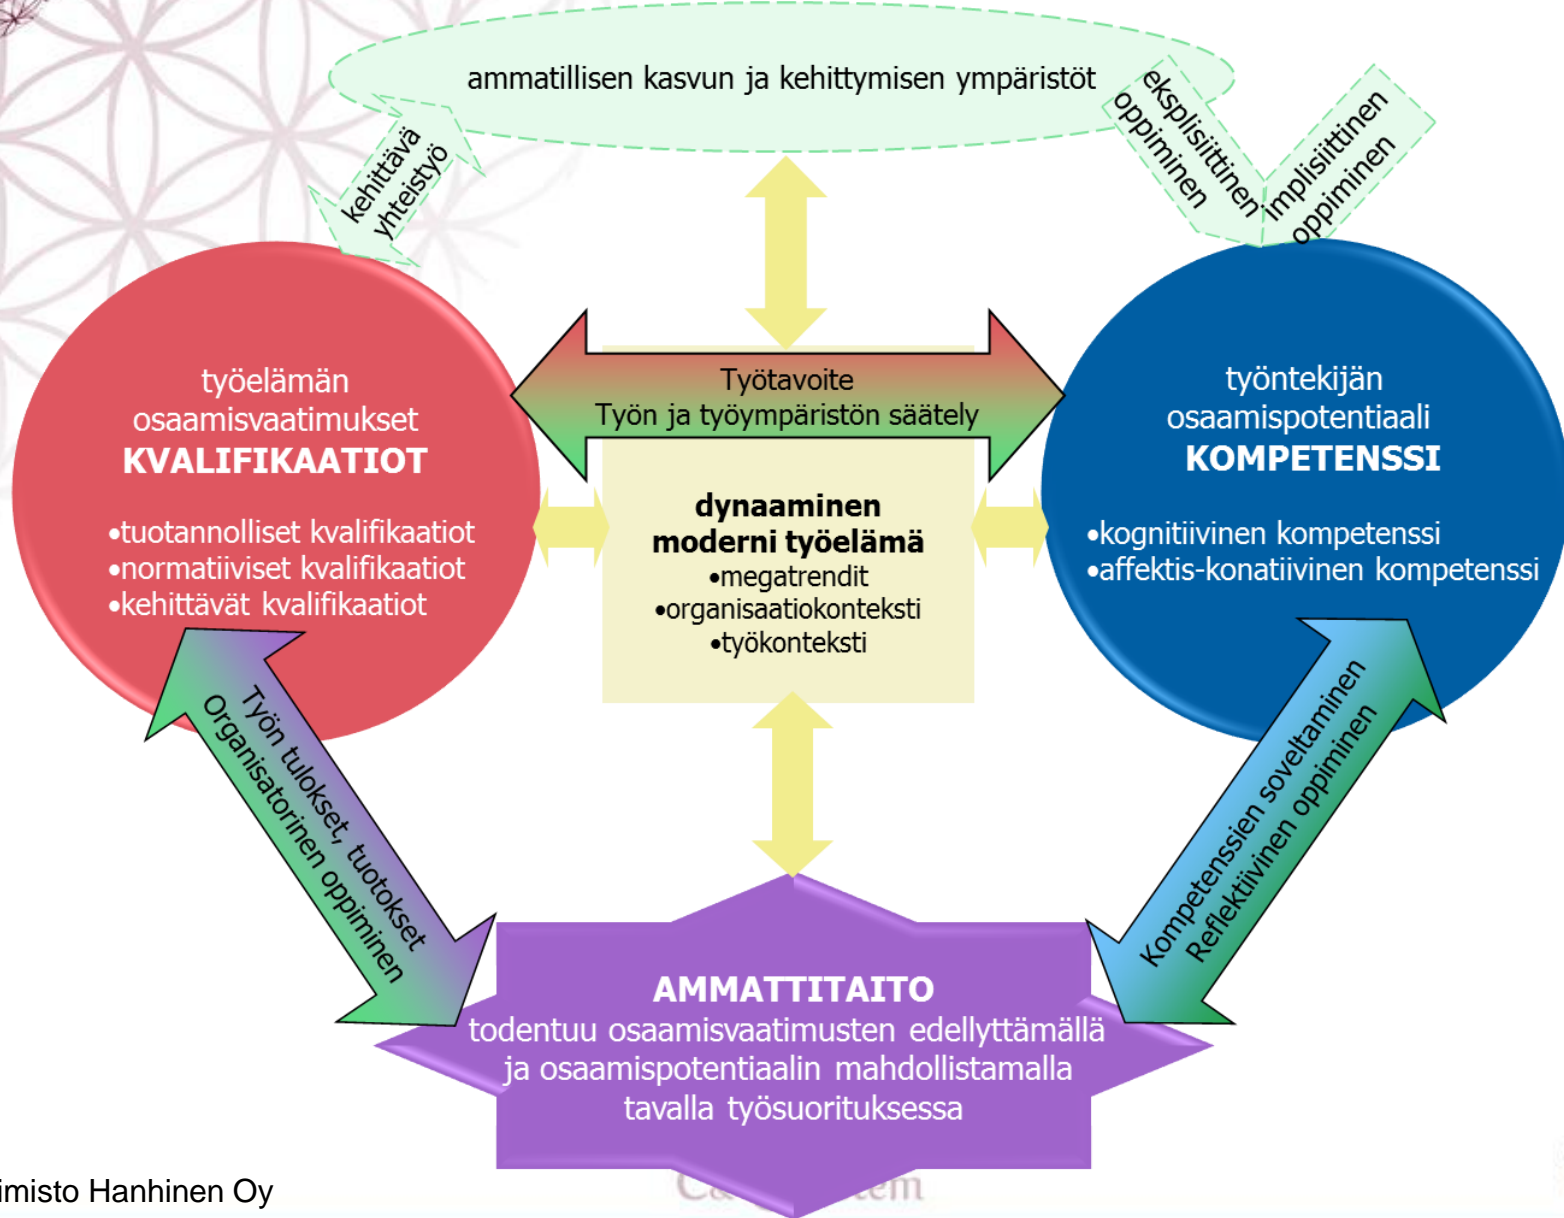 ammatillisen kasvun ja kehittymisen ympäristöt
kehittävä
yhteistyö
eksplisiittinen
oppiminen
implisiittinen
oppiminen
työelämän
osaamisvaatimukset
KVALIFIKAATIOT
•tuotannolliset kvalifikaatiot
•normatiiviset kvalifikaatiot
•kehittävät kvalifikaatiot
Työtavoite
Työn ja työympäristön säätely
dynaaminen
moderni työelämä
•megatrendit
•organisaatiokonteksti
•työkonteksti
työntekijän
osaamispotentiaali
KOMPETENSSI
•kognitiivinen kompetenssi
•affektis-konatiivinen kompetenssi
Työn tulokset, tuotokset
Organisatorinen oppiminen
Kompetenssien soveltaminen
Reflektiivinen oppiminen
AMMATTITAITO
todentuu osaamisvaatimusten edellyttämällä
ja osaamispotentiaalin mahdollistamalla
tavalla työsuorituksessa
imisto Hanhinen Oy